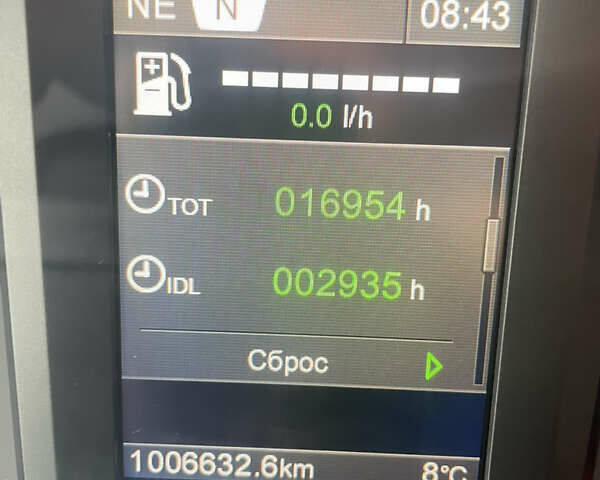 NE N 08:43
0.0 l/h
TOT 016954 h
IDL 002935 h
Сброс
1006632.6km 8°C